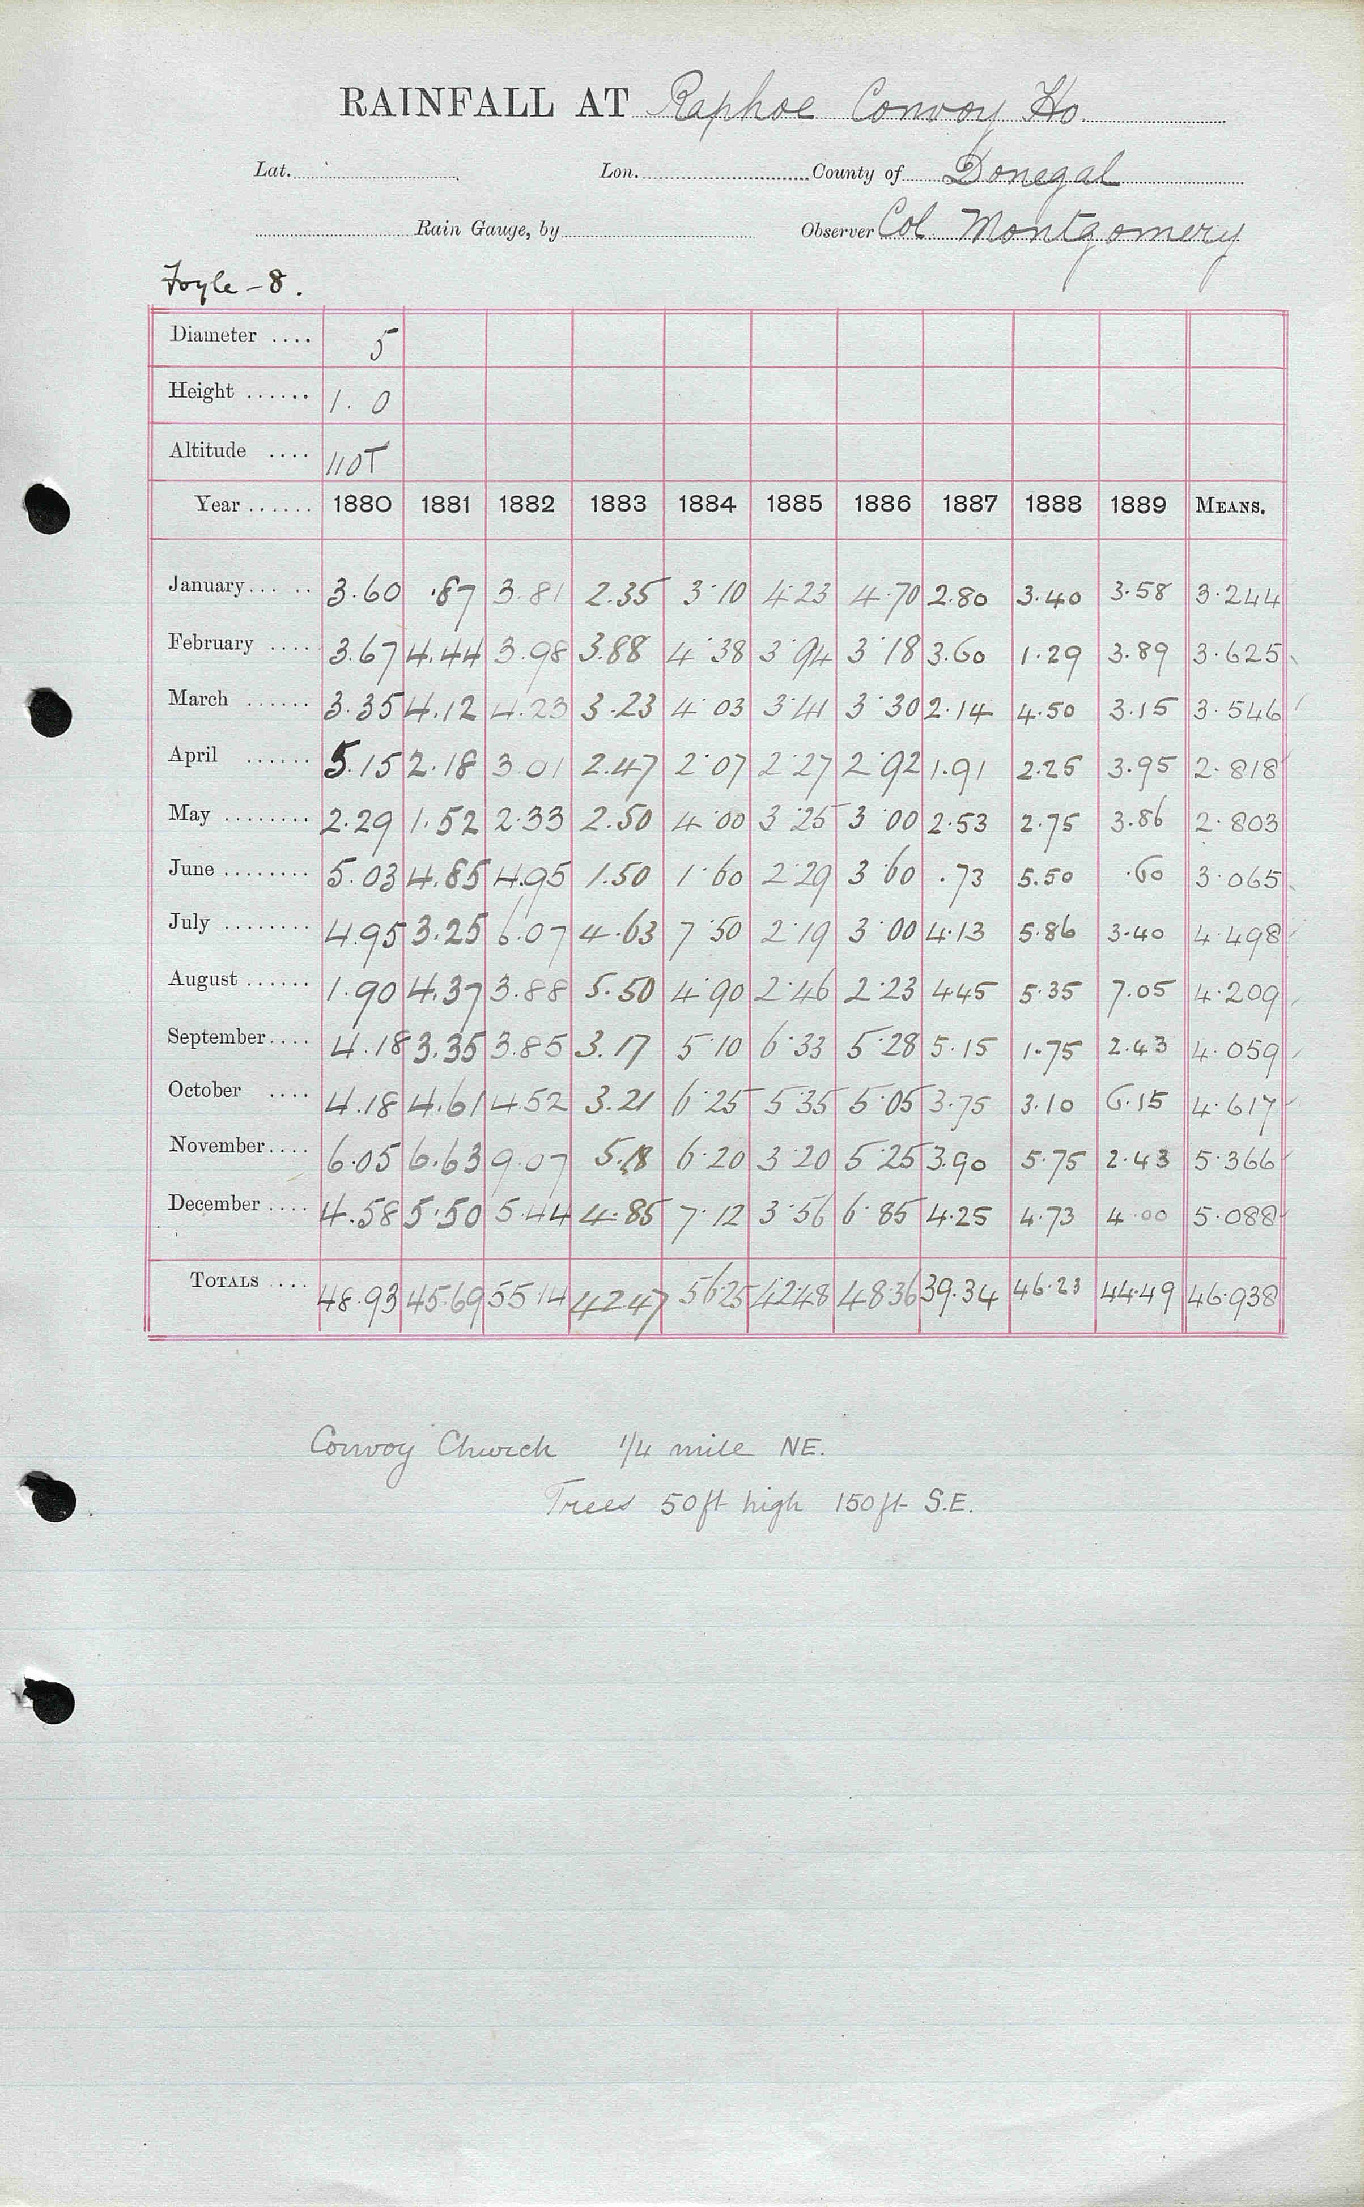 RAINFALL AT Raphoe Convoy Ho.
Lat. Lon. County of Donegal
Rain Gauge, by Observer Col. Montgomery
Foyle - 8.
Diameter .... 5
Height ...... 1. 0
Altitude .... 110T
Year ...... 1880 1881 1882 1883 1884 1885 1886 1887 1888 1889 MEANS.
January... .. 3.60 .87 3.81 2.35 3.10 4.23 4.70 2.80 3.40 3.58 3.244
February .... 3.67 4.44 3.98 3.88 4.38 3.94 3.18 3.60 1.29 3.89 3.625
March ...... 3.35 4.12 4.23 3.23 4.03 3.41 3.30 2.14 4.50 3.15 3.546
April ...... 5.15 2.18 3.01 2.47 2.07 2.27 2.92 1.91 2.25 3.95 2.818
May ........ 2.29 1.52 2.33 2.50 4.00 3.25 3.00 2.53 2.75 3.86 2.803
June ........ 5.03 4.85 4.95 1.50 1.60 2.29 3.60 .73 5.50 .60 3.065
July ........ 4.95 3.25 6.07 4.63 7.50 2.19 3.00 4.13 5.86 3.40 4.498
August ...... 1.90 4.37 3.88 5.50 4.90 2.46 2.23 4.45 5.35 7.05 4.209
September.... 4.18 3.35 3.85 3.17 5.10 6.33 5.28 5.15 1.75 2.43 4.059
October .... 4.18 4.61 4.52 3.21 6.25 5.35 5.05 3.75 3.10 6.15 4.617
November.... 6.05 6.63 9.07 5.18 6.20 3.20 5.25 3.90 5.75 2.43 5.366
December .... 4.58 5.50 5.44 4.85 7.12 3.56 6.85 4.25 4.73 4.00 5.088
TOTALS .... 48.93 45.69 55.14 42.47 56.25 42.48 48.36 39.34 46.23 44.49 46.938
Convoy Church 1/4 mile NE.
Trees 50ft high 150ft S.E.